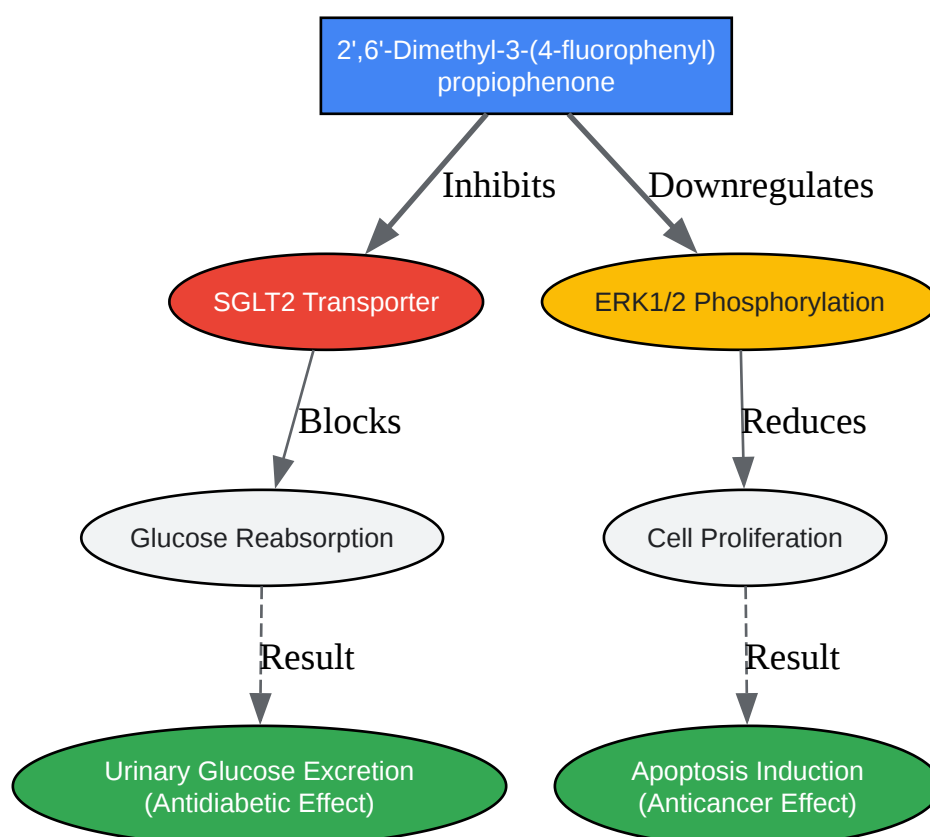 2',6'-Dimethyl-3-(4-fluorophenyl)
propiophenone
Inhibits
Downregulates
SGLT2 Transporter
ERK1/2 Phosphorylation
Blocks
Reduces
Glucose Reabsorption
Cell Proliferation
Result
Result
Urinary Glucose Excretion
(Antidiabetic Effect)
Apoptosis Induction
(Anticancer Effect)